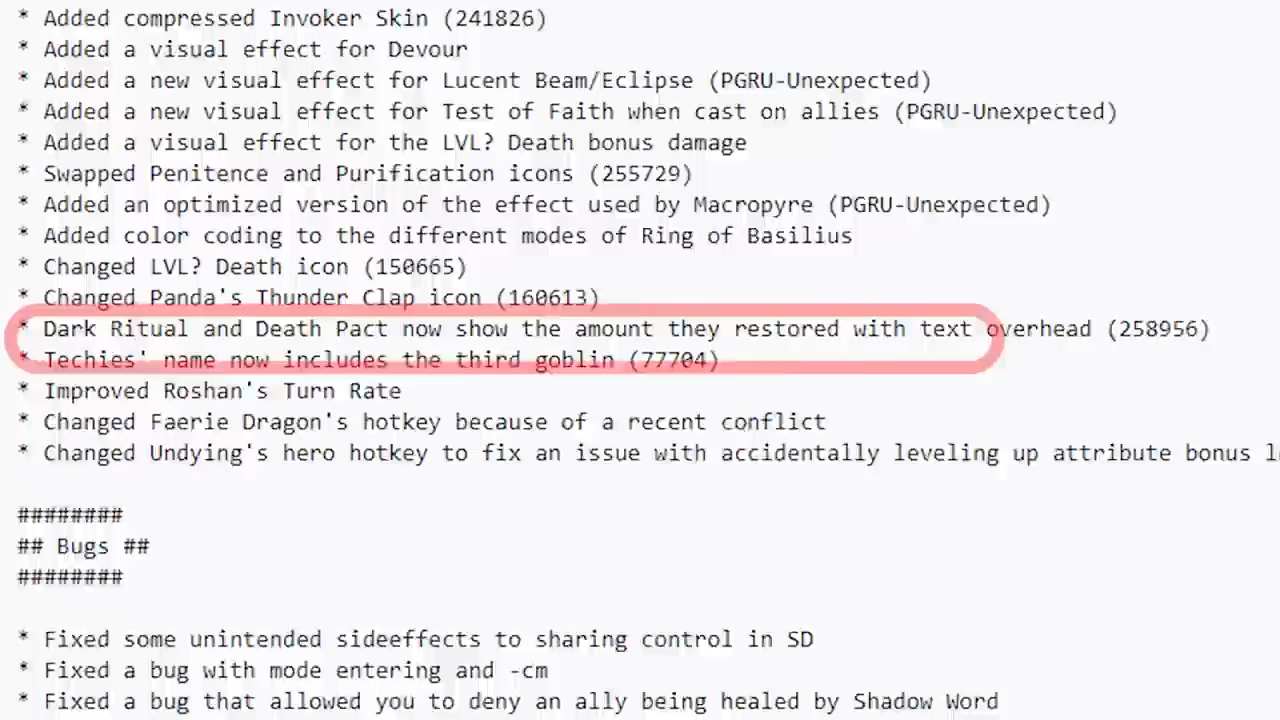 * Added compressed Invoker Skin (241826)
* Added a visual effect for Devour
* Added a new visual effect for Lucent Beam/Eclipse (PGRU-Unexpected)
* Added a new visual effect for Test of Faith when cast on allies (PGRU-Unexpected)
* Added a visual effect for the LVL? Death bonus damage
* Swapped Penitence and Purification icons (255729)
* Added an optimized version of the effect used by Macropyre (PGRU-Unexpected)
* Added color coding to the different modes of Ring of Basilius
* Changed LVL? Death icon (150665)
* Changed Panda's Thunder Clap icon (160613)
* Dark Ritual and Death Pact now show the amount they restored with text overhead (258956)
* Techies' name now includes the third goblin (77704)
* Improved Roshan's Turn Rate
* Changed Faerie Dragon's hotkey because of a recent conflict
* Changed Undying's hero hotkey to fix an issue with accidentally leveling up attribute bonus
########
## Bugs ##
########
* Fixed some unintended sideeffects to sharing control in SD
* Fixed a bug with mode entering and -cm
* Fixed a bug that allowed you to deny an ally being healed by Shadow Word